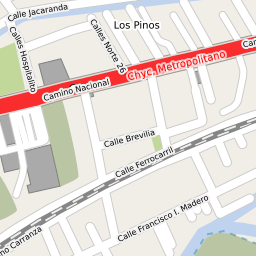 Calle Jacaranda
Los Pinos
Calles Norte 26
Calles Hospitalito
Chyc. Metropolitano
Camino Nacional
Ca
Calle Brevilia
Calle Ferrocarril
Calle Francisco I. Madero
no Carranza